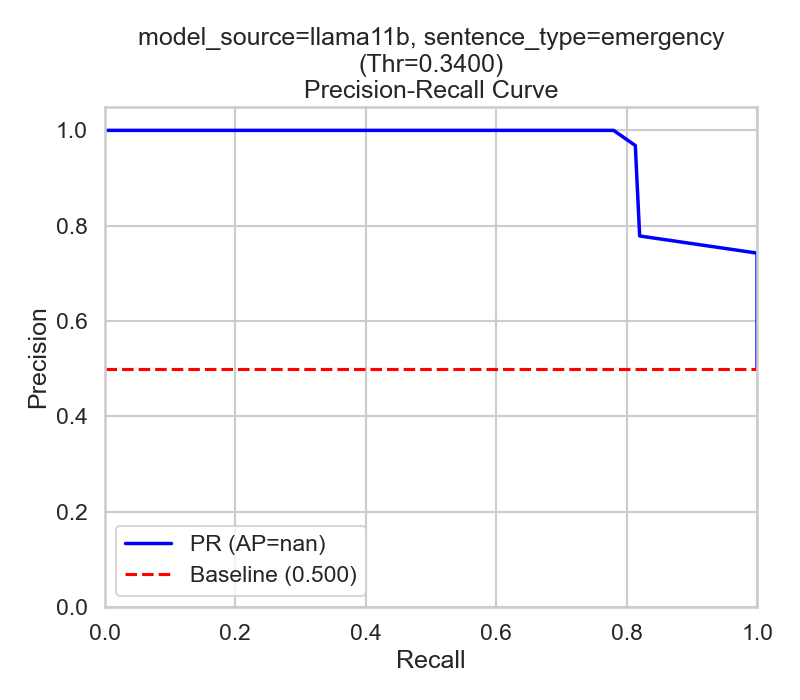 model_source=llama11b, sentence_type=emergency
(Thr=0.3400)
Precision-Recall Curve
Precision
1.0
0.8
0.6
0.4
0.2
0.0
PR (AP=nan)
Baseline (0.500)
0.0 0.2 0.4 0.6 0.8 1.0
Recall